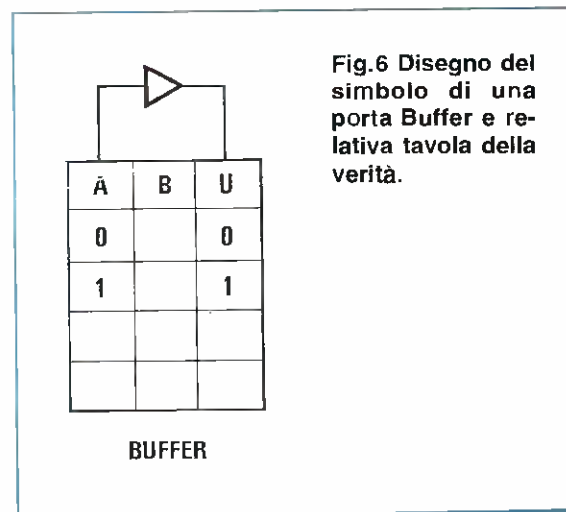 Fig.6 Disegno del
simbolo di una
porta Buffer e re-
lativa tavola della
verità.
A B U
0 0
1 1
BUFFER